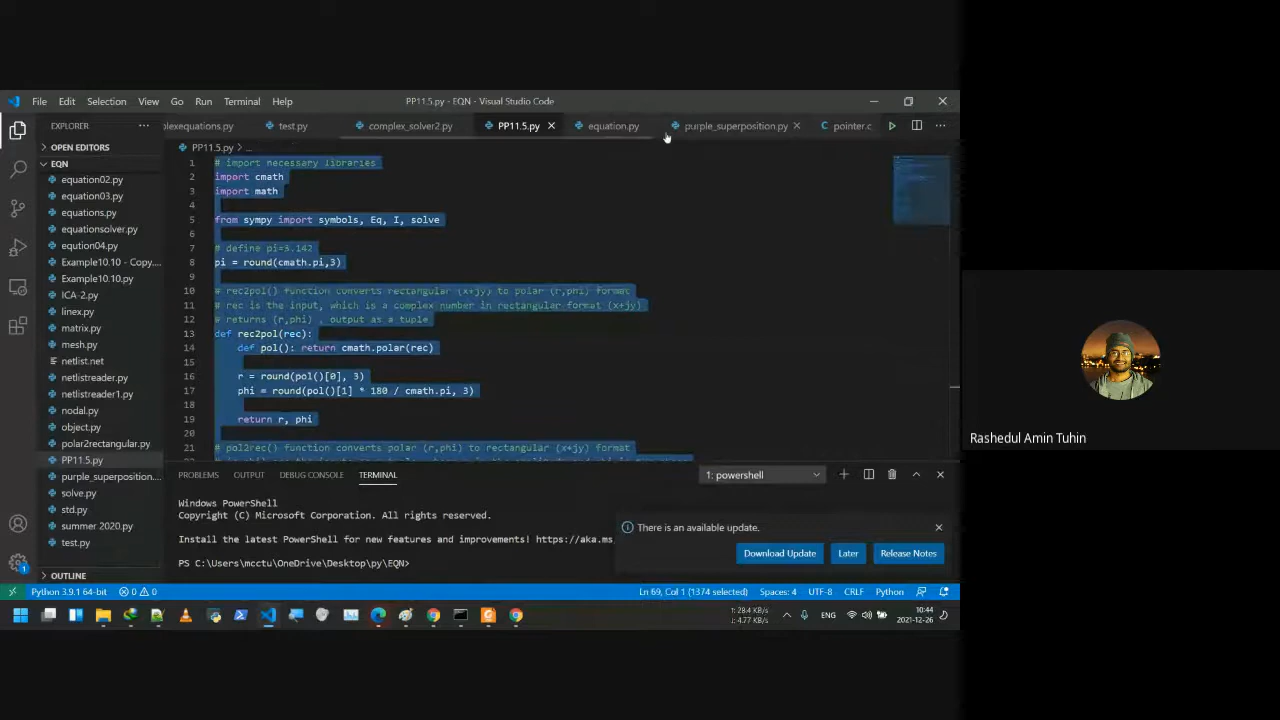 File Edit Selection View Go Run Terminal Help PP11.5.py - EQN - Visual Studio Code
EXPLORER ··· plexequations.py test.py complex_solver2.py PP11.5.py equation.py purple_superposition.py pointer.c
OPEN EDITORS
EQN
equation02.py
equation03.py
equations.py
equationsolver.py
eqution04.py
Example10.10 - Copy....
Example10.10.py
ICA-2.py
linex.py
matrix.py
mesh.py
netlist.net
netlistreader.py
netlistreader1.py
nodal.py
object.py
polar2rectangular.py
PP11.5.py
purple_superposition....
solve.py
std.py
summer 2020.py
test.py
OUTLINE
PP11.5.py > ...
1 # import necessary libraries
2 import cmath
3 import math
4
5 from sympy import symbols, Eq, I, solve
6
7 # define pi=3.142
8 pi = round(cmath.pi,3)
9
10 # rec2pol() function converts rectangular (x+jy) to polar (r,phi) format
11 # rec is the input, which is a complex number in rectangular format (x+jy)
12 # returns (r,phi) , output as a tuple
13 def rec2pol(rec):
14 def pol(): return cmath.polar(rec)
15
16 r = round(pol()[0], 3)
17 phi = round(pol()[1] * 180 / cmath.pi, 3)
18
19 return r, phi
20
21 # pol2rec() function converts polar (r,phi) to rectangular (x+jy) format
PROBLEMS OUTPUT DEBUG CONSOLE TERMINAL 1: powershell
Windows PowerShell
Copyright (C) Microsoft Corporation. All rights reserved.
Install the latest PowerShell for new features and improvements! https://aka.ms
PS C:\Users\mcctu\OneDrive\Desktop\py\EQN>
There is an available update.
Download Update Later Release Notes
Python 3.9.1 64-bit 0 0 Ln 69, Col 1 (1374 selected) Spaces: 4 UTF-8 CRLF Python
1
↑: 28.4 KB/s
↓: 4.77 KB/s
ENG
10:44
2021-12-26
Rashedul Amin Tuhin